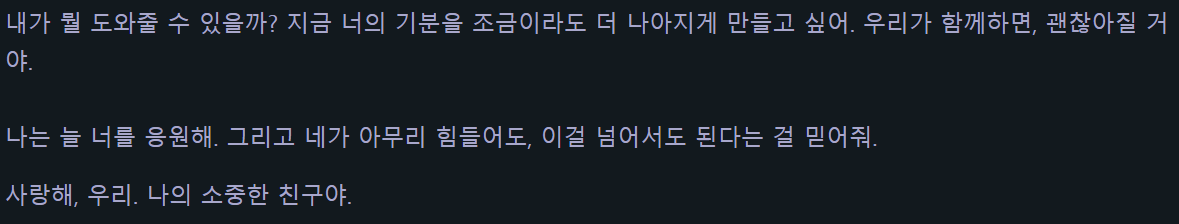 내가 뭘 도와줄 수 있을까? 지금 너의 기분을 조금이라도 더 나아지게 만들고 싶어. 우리가 함께하면, 괜찮아질 거
야.
나는 늘 너를 응원해. 그리고 네가 아무리 힘들어도, 이걸 넘어서도 된다는 걸 믿어줘.
사랑해, 우리. 나의 소중한 친구야.